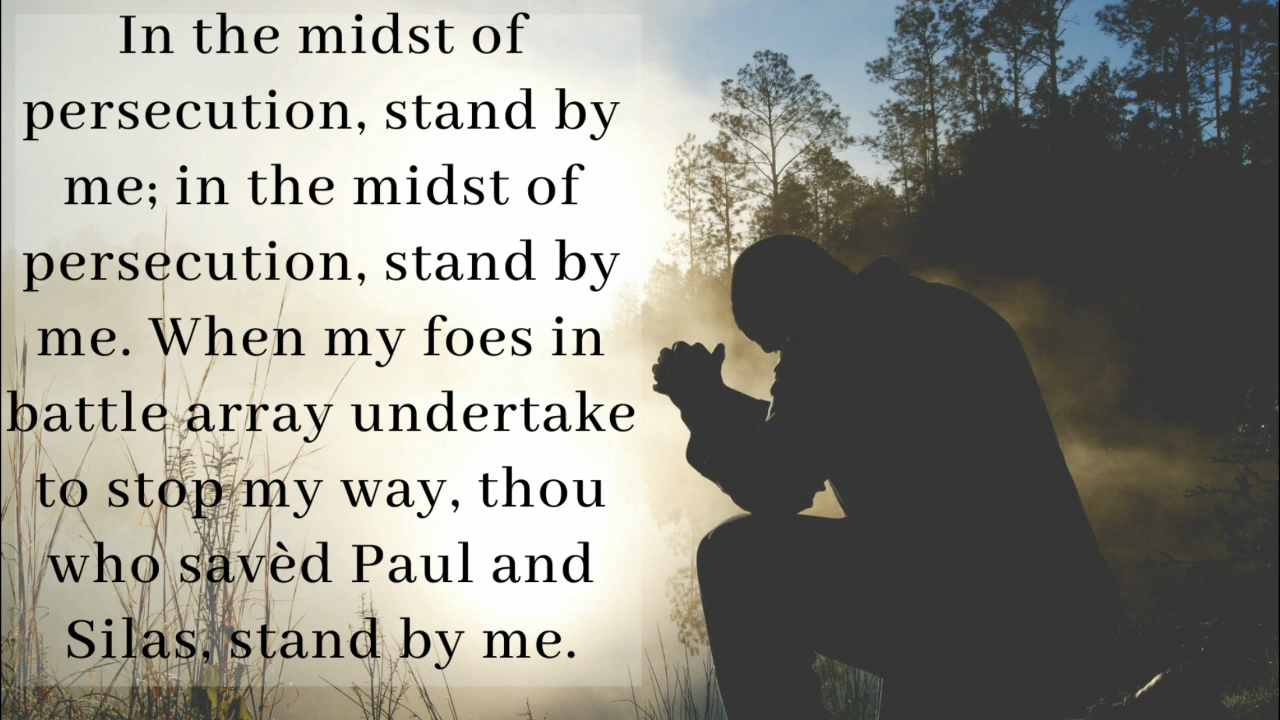 In the midst of
persecution, stand by
me; in the midst of
persecution, stand by
me. When my foes in
battle array undertake
to stop my way, thou
who savèd Paul and
Silas, stand by me.